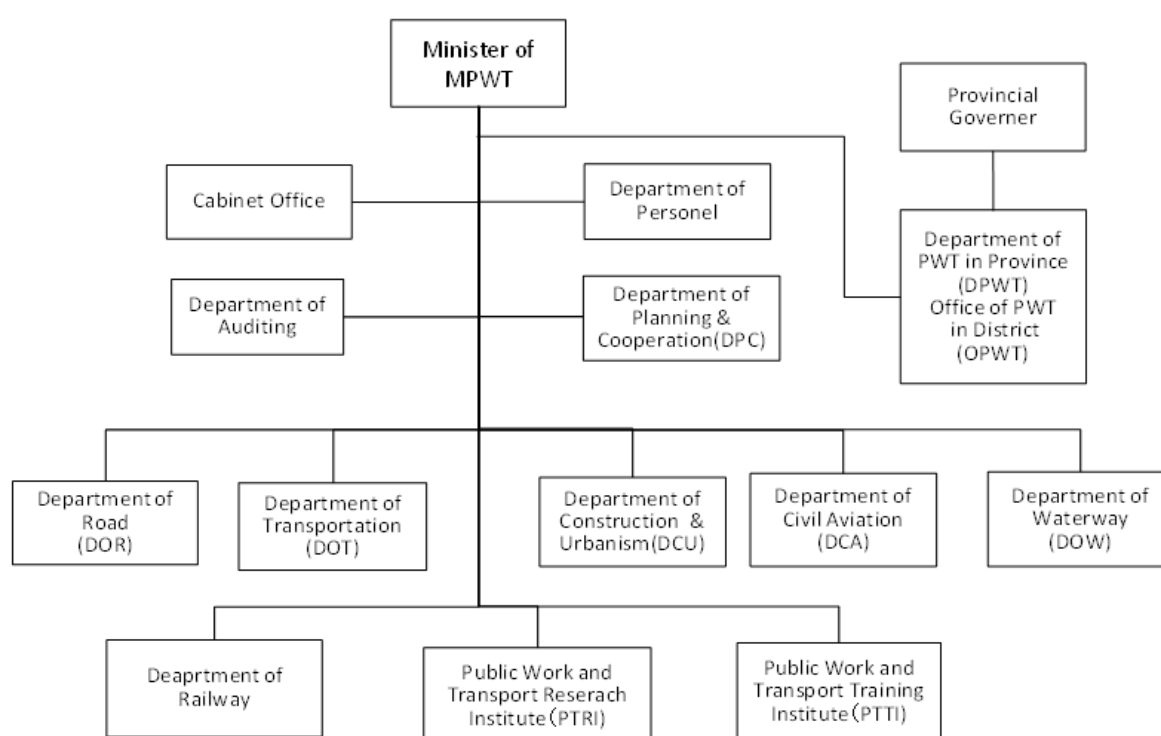 Minister of
MPWT
Provincial
Governer
Cabinet Office
Department of
Personel
Department of
PWT in Province
(DPWT)
Office of PWT
in District
(OPWT)
Department of
Auditing
Department of
Planning &
Cooperation(DPC)
Department of
Road
(DOR)
Department of
Transportation
(DOT)
Department of
Construction &
Urbanism(DCU)
Department of
Civil Aviation
(DCA)
Department of
Waterway
(DOW)
Deaprtment of
Railway
Public Work and
Transport Reserach
Institute(PTRI)
Public Work and
Transport Training
Institute(PTTI)